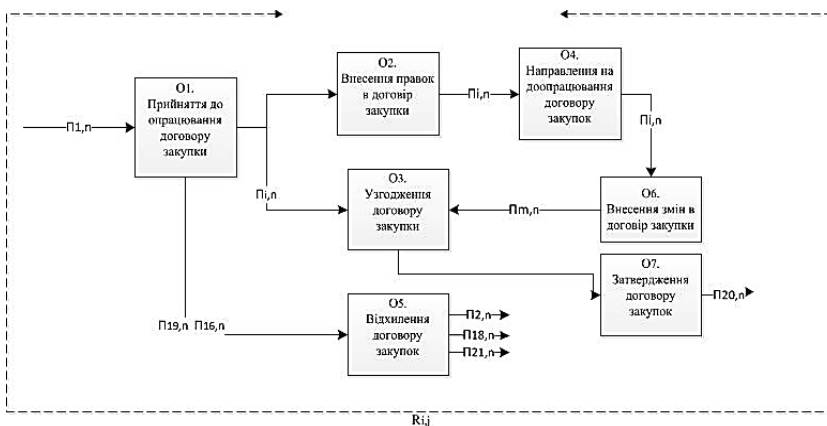 О1.
Прийняття до
опрацювання
договору
закупки
О2.
Внесення правок
в договір
закупки
О4.
Направлення на
доопрацювання
договору
закупок
П1,n
Пi,n
Пi,n
Пi,n
О3.
Узгодження
договору
закупки
Пm,n
О6.
Внесення змін в
договір закупки
О7.
Затвердження
договору
закупок
П20,n
П19,n П16,n
О5.
Відхилення
договору
закупок
П2,n
П18,n
П21,n
Ri,j